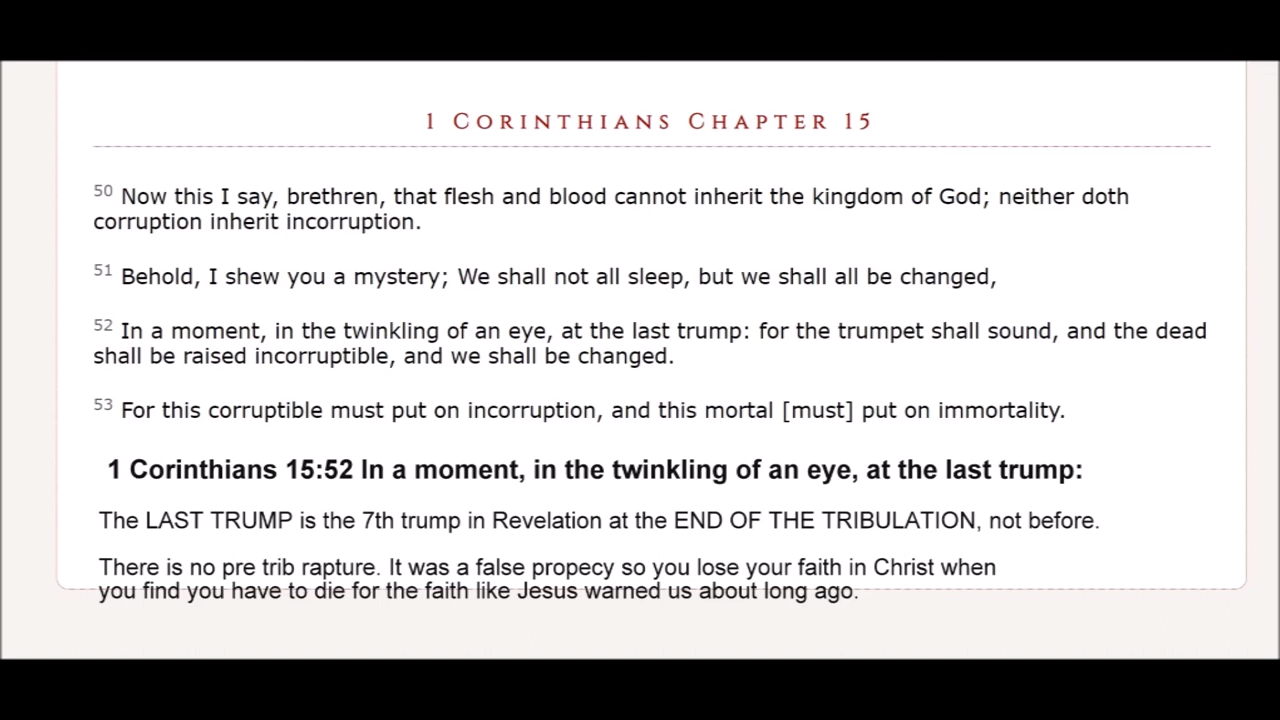 1 Corinthians Chapter 15
50 Now this I say, brethren, that flesh and blood cannot inherit the kingdom of God; neither doth
corruption inherit incorruption.
51 Behold, I shew you a mystery; We shall not all sleep, but we shall all be changed,
52 In a moment, in the twinkling of an eye, at the last trump: for the trumpet shall sound, and the dead
shall be raised incorruptible, and we shall be changed.
53 For this corruptible must put on incorruption, and this mortal [must] put on immortality.
1 Corinthians 15:52 In a moment, in the twinkling of an eye, at the last trump:
The LAST TRUMP is the 7th trump in Revelation at the END OF THE TRIBULATION, not before.
There is no pre trib rapture. It was a false propecy so you lose your faith in Christ when
you find you have to die for the faith like Jesus warned us about long ago.